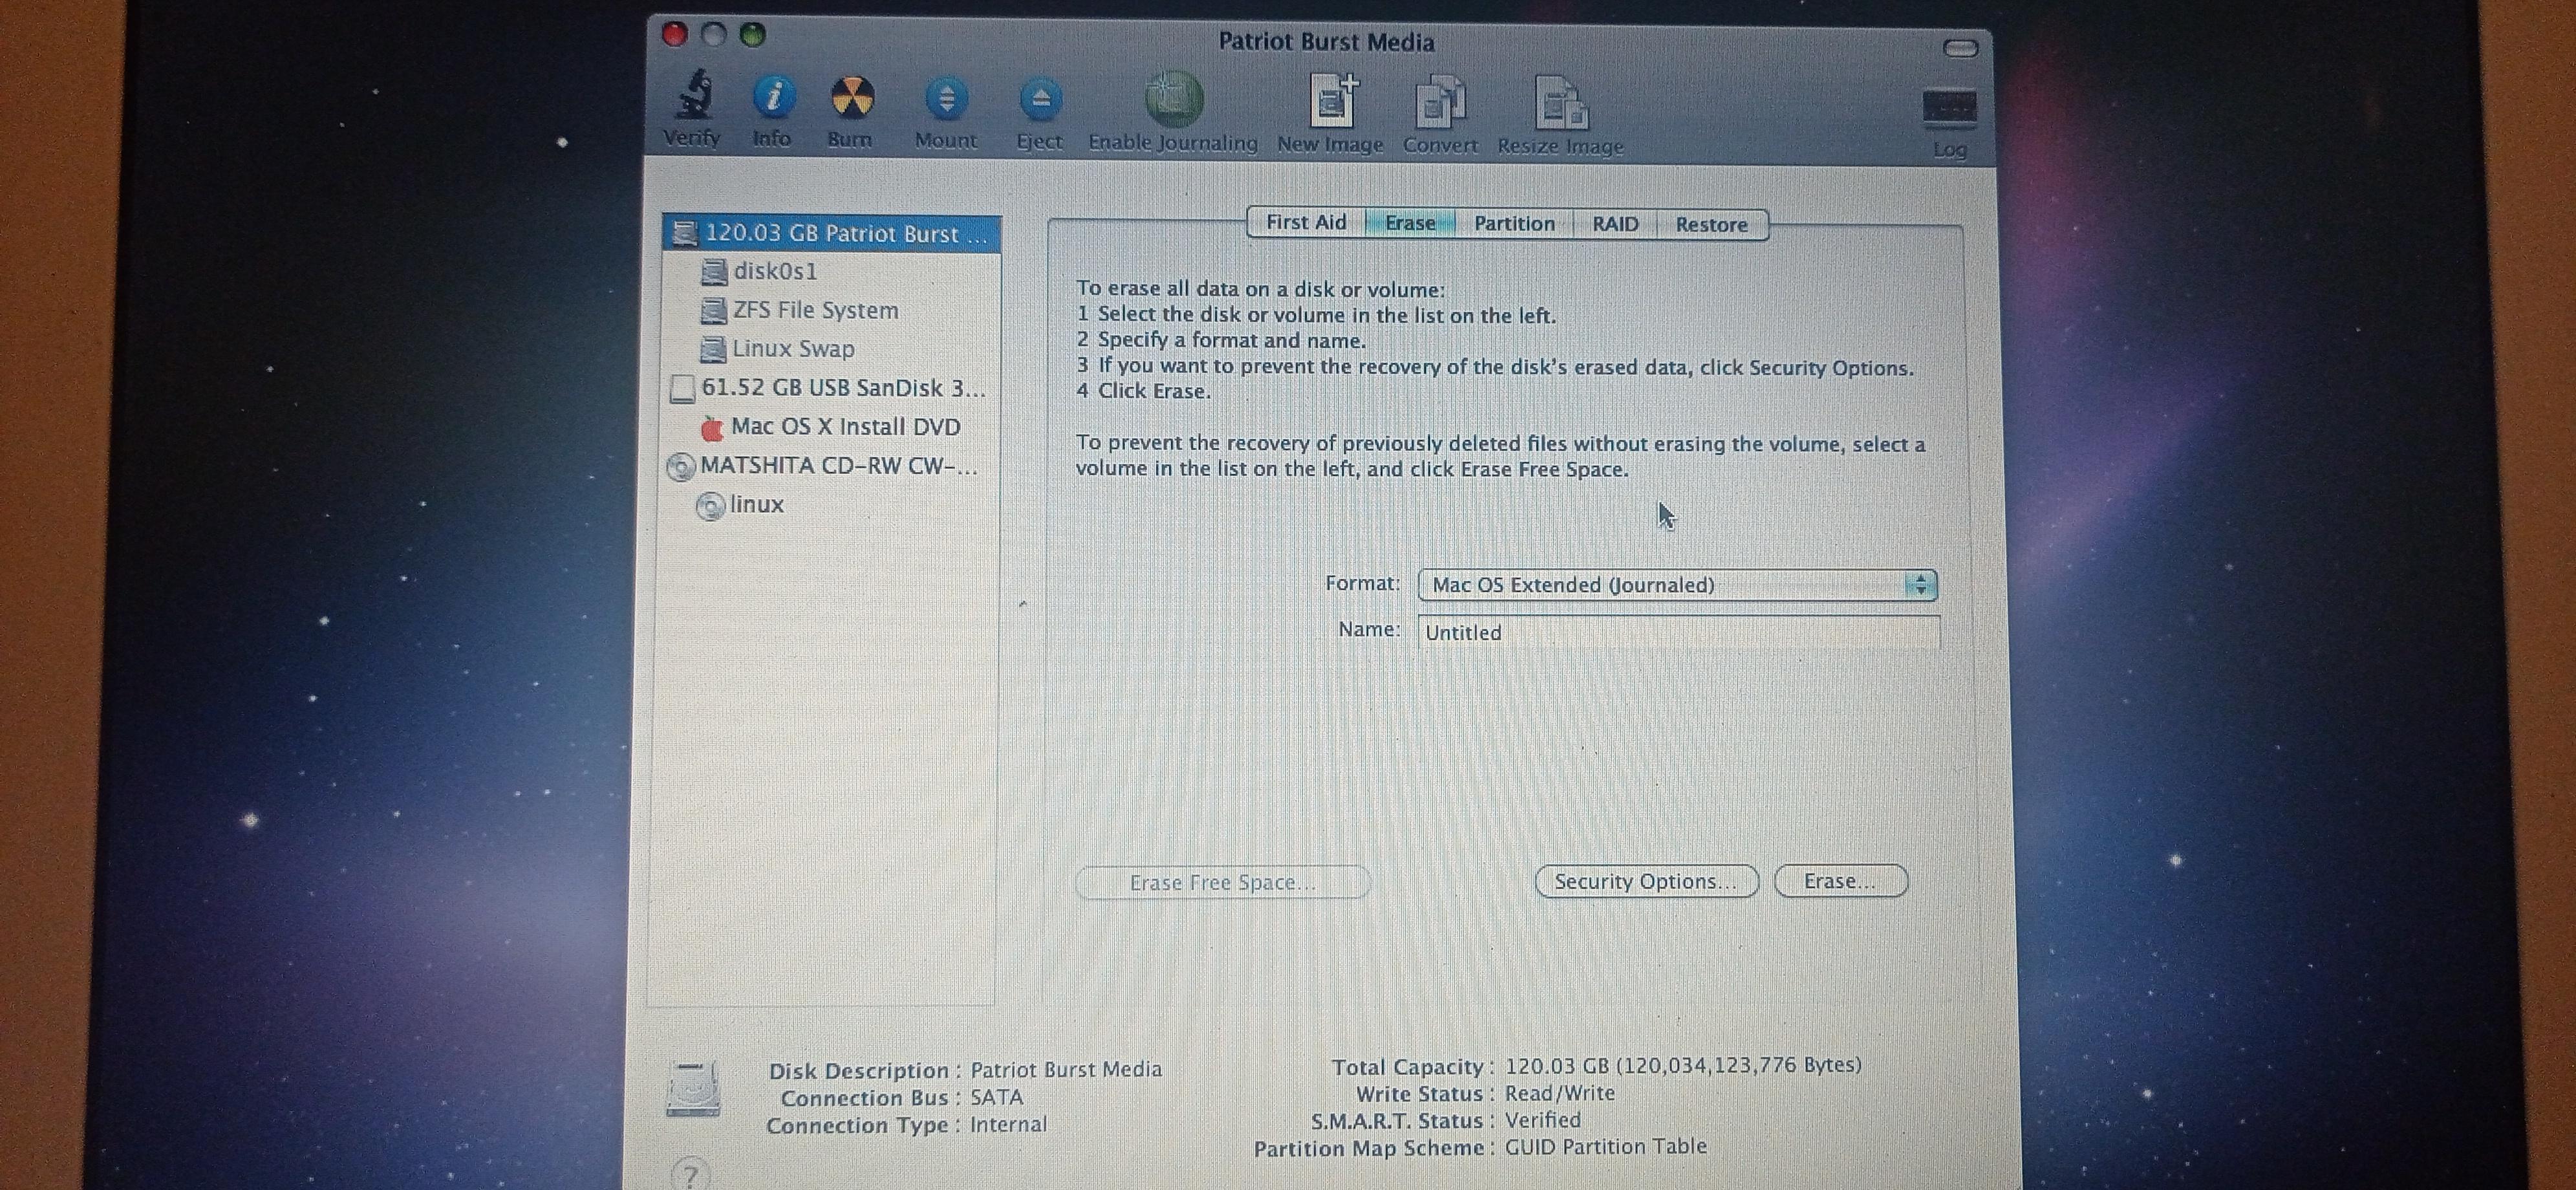 Patriot Burst Media
Verify Info Burn Mount Eject Enable Journaling New Image Convert Resize Image Log
120.03 GB Patriot Burst ...
disk0s1
ZFS File System
Linux Swap
61.52 GB USB SanDisk 3...
Mac OS X Install DVD
MATSHITA CD-RW CW-...
linux
First Aid Erase Partition RAID Restore
To erase all data on a disk or volume:
1 Select the disk or volume in the list on the left.
2 Specify a format and name.
3 If you want to prevent the recovery of the disk's erased data, click Security Options.
4 Click Erase.
To prevent the recovery of previously deleted files without erasing the volume, select a
volume in the list on the left, and click Erase Free Space.
Format: Mac OS Extended (Journaled)
Name: Untitled
Erase Free Space... Security Options... Erase...
Disk Description : Patriot Burst Media
Connection Bus : SATA
Connection Type : Internal
Total Capacity : 120.03 GB (120,034,123,776 Bytes)
Write Status : Read/Write
S.M.A.R.T. Status : Verified
Partition Map Scheme : GUID Partition Table
?